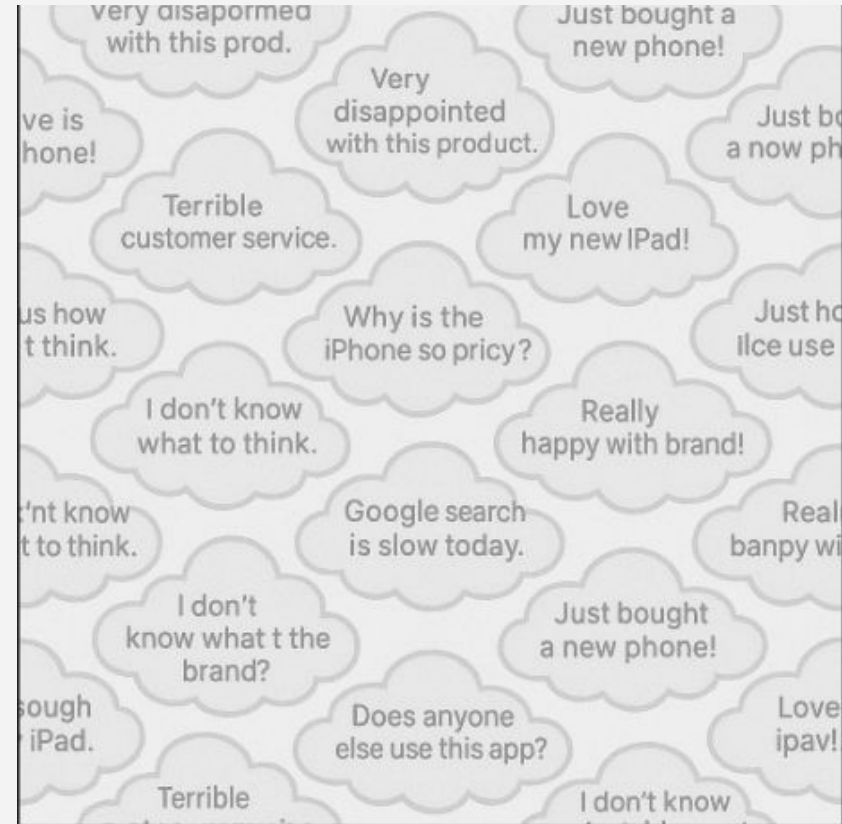 Very disapormed
with this prod.
Just bought a
new phone!
Very
disappointed
with this product.
ve is
hone!
Just bo
a now ph
Terrible
customer service.
Love
my new IPad!
us how
t think.
Why is the
iPhone so pricy?
Just ho
ilce use
I don't know
what to think.
Really
happy with brand!
'nt know
t to think.
Google search
is slow today.
Real
banpy wi
I don't
know what t the
brand?
Just bought
a new phone!
sough
iPad.
Does anyone
else use this app?
Love
ipav!
Terrible
I don't know